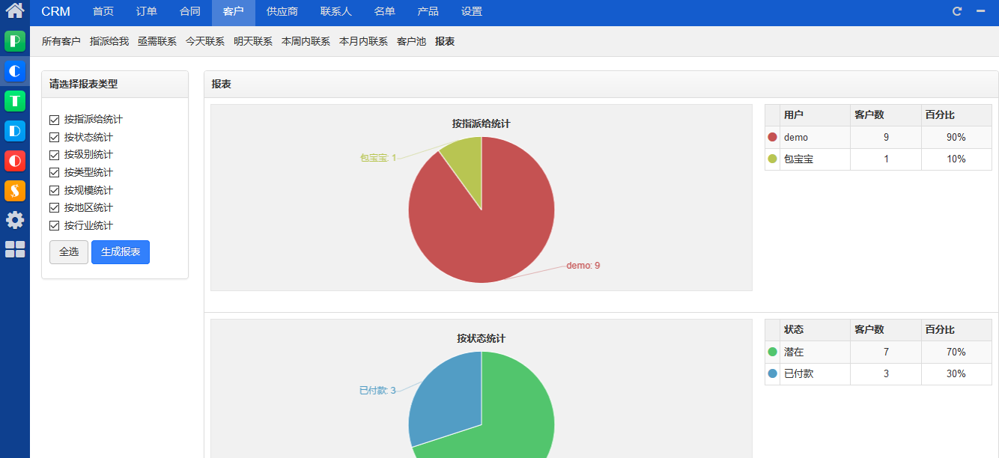 CRM 首页 订单 合同 客户 供应商 联系人 名单 产品 设置
所有客户 指派给我 亟需联系 今天联系 明天联系 本周内联系 本月内联系 客户池 报表
请选择报表类型
按指派给统计
按状态统计
按级别统计
按类型统计
按规模统计
按地区统计
按行业统计
全选 生成报表
报表
按指派给统计
包宝宝: 1
demo: 9
用户 客户数 百分比
demo 9 90%
包宝宝 1 10%
按状态统计
已付款: 3
状态 客户数 百分比
潜在 7 70%
已付款 3 30%
P
C
T
D
S